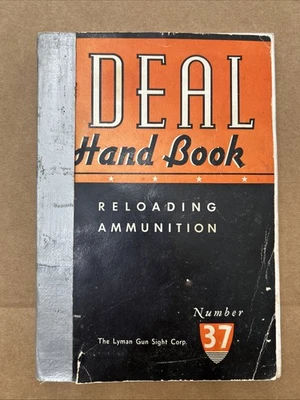 DEAL
Hand Book
RELOADING
AMMUNITION
Number
37
The Lyman Gun Sight Corp.